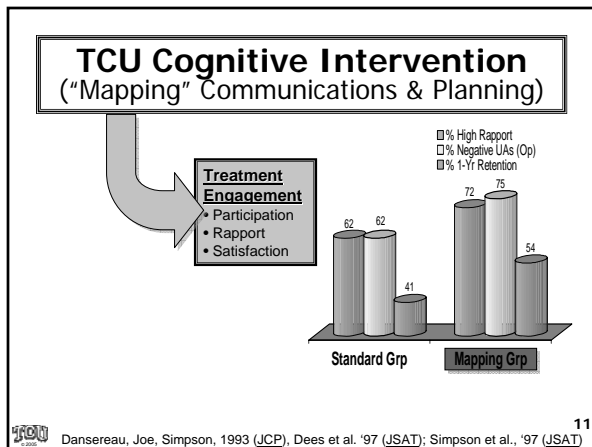 TCU Cognitive Intervention
("Mapping" Communications & Planning)
Treatment
Engagement
• Participation
• Rapport
• Satisfaction
% High Rapport
% Negative UAs (Op)
% 1-Yr Retention
62 62 41
72 75 54
Standard Grp Mapping Grp
11
TCU
© 2005
Dansereau, Joe, Simpson, 1993 (JCP), Dees et al. '97 (JSAT); Simpson et al., '97 (JSAT)